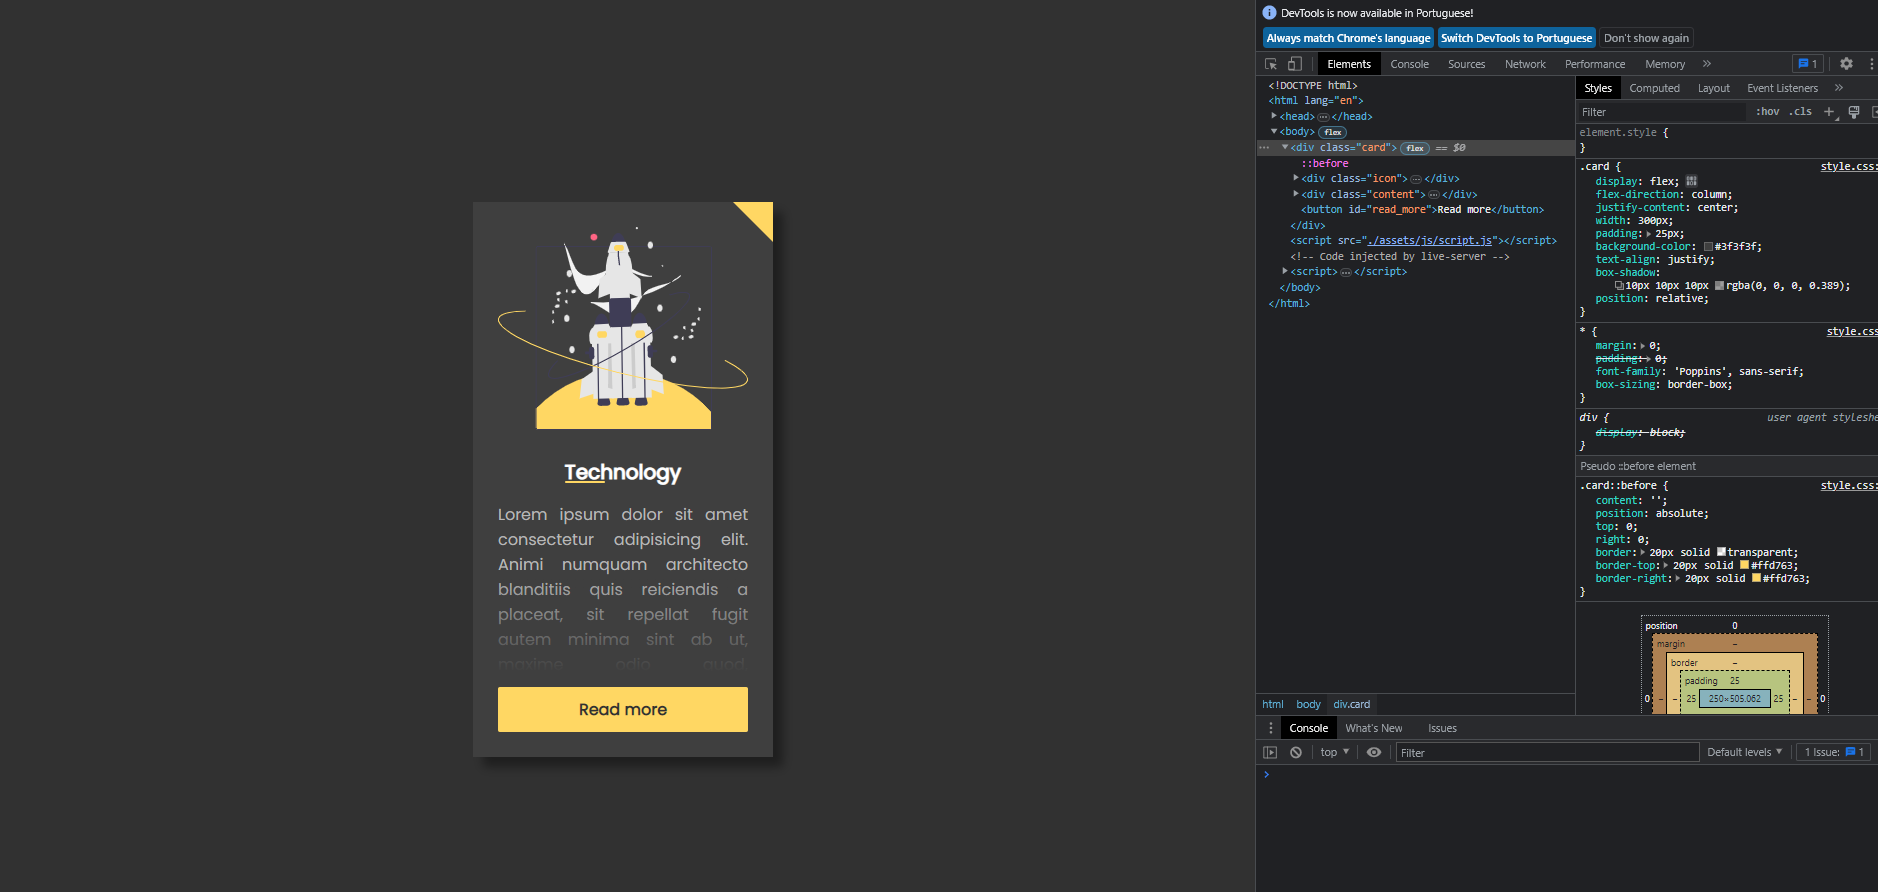 Technology
Lorem ipsum dolor sit amet
consectetur adipisicing elit.
Animi numquam architecto
blanditiis quis reiciendis a
placeat, sit repellat fugit
autem minima sint ab ut,
maxime odio quod
Read more
DevTools is now available in Portuguese!
Always match Chrome's language Switch DevTools to Portuguese Don't show again
Elements Console Sources Network Performance Memory » 1
<!DOCTYPE html>
<html lang="en">
<head>…</head>
<body> flex
… <div class="card"> flex == $0
::before
<div class="icon">…</div>
<div class="content">…</div>
<button id="read_more">Read more</button>
</div>
<script src="./assets/js/script.js"></script>
<!-- Code injected by live-server -->
<script>…</script>
</body>
</html>
html body div.card
Styles Computed Layout Event Listeners »
Filter :hov .cls +
element.style {
}
.card { style.css:
display: flex;
flex-direction: column;
justify-content: center;
width: 300px;
padding: 25px;
background-color: #3f3f3f;
text-align: justify;
box-shadow:
10px 10px 10px rgba(0, 0, 0, 0.389);
position: relative;
}
* { style.css
margin: 0;
padding: 0;
font-family: 'Poppins', sans-serif;
box-sizing: border-box;
}
div { user agent styleshe
display: block;
}
Pseudo ::before element
.card::before { style.css:
content: '';
position: absolute;
top: 0;
right: 0;
border: 20px solid transparent;
border-top: 20px solid #ffd763;
border-right: 20px solid #ffd763;
}
position 0
margin –
border –
padding 25
0 – – 25 250×505.062 25 – – 0
Console What's New Issues
top Filter Default levels 1 Issue: 1
>